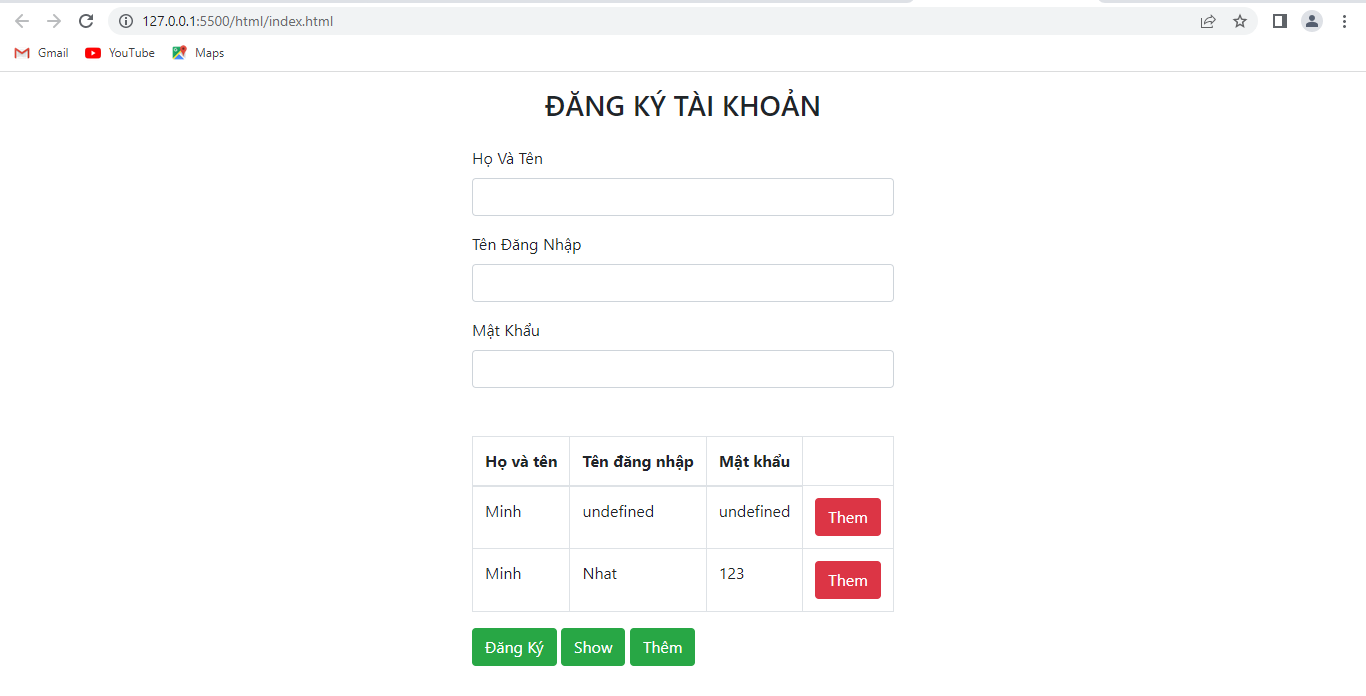 127.0.0.1:5500/html/index.html
Gmail YouTube Maps
ĐĂNG KÝ TÀI KHOẢN
Họ Và Tên
Tên Đăng Nhập
Mật Khẩu
Họ và tên Tên đăng nhập Mật khẩu
Minh undefined undefined Them
Minh Nhat 123 Them
Đăng Ký Show Thêm